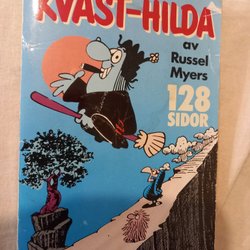 KVAST-HILDA
av
Russel
Myers
128
SIDOR